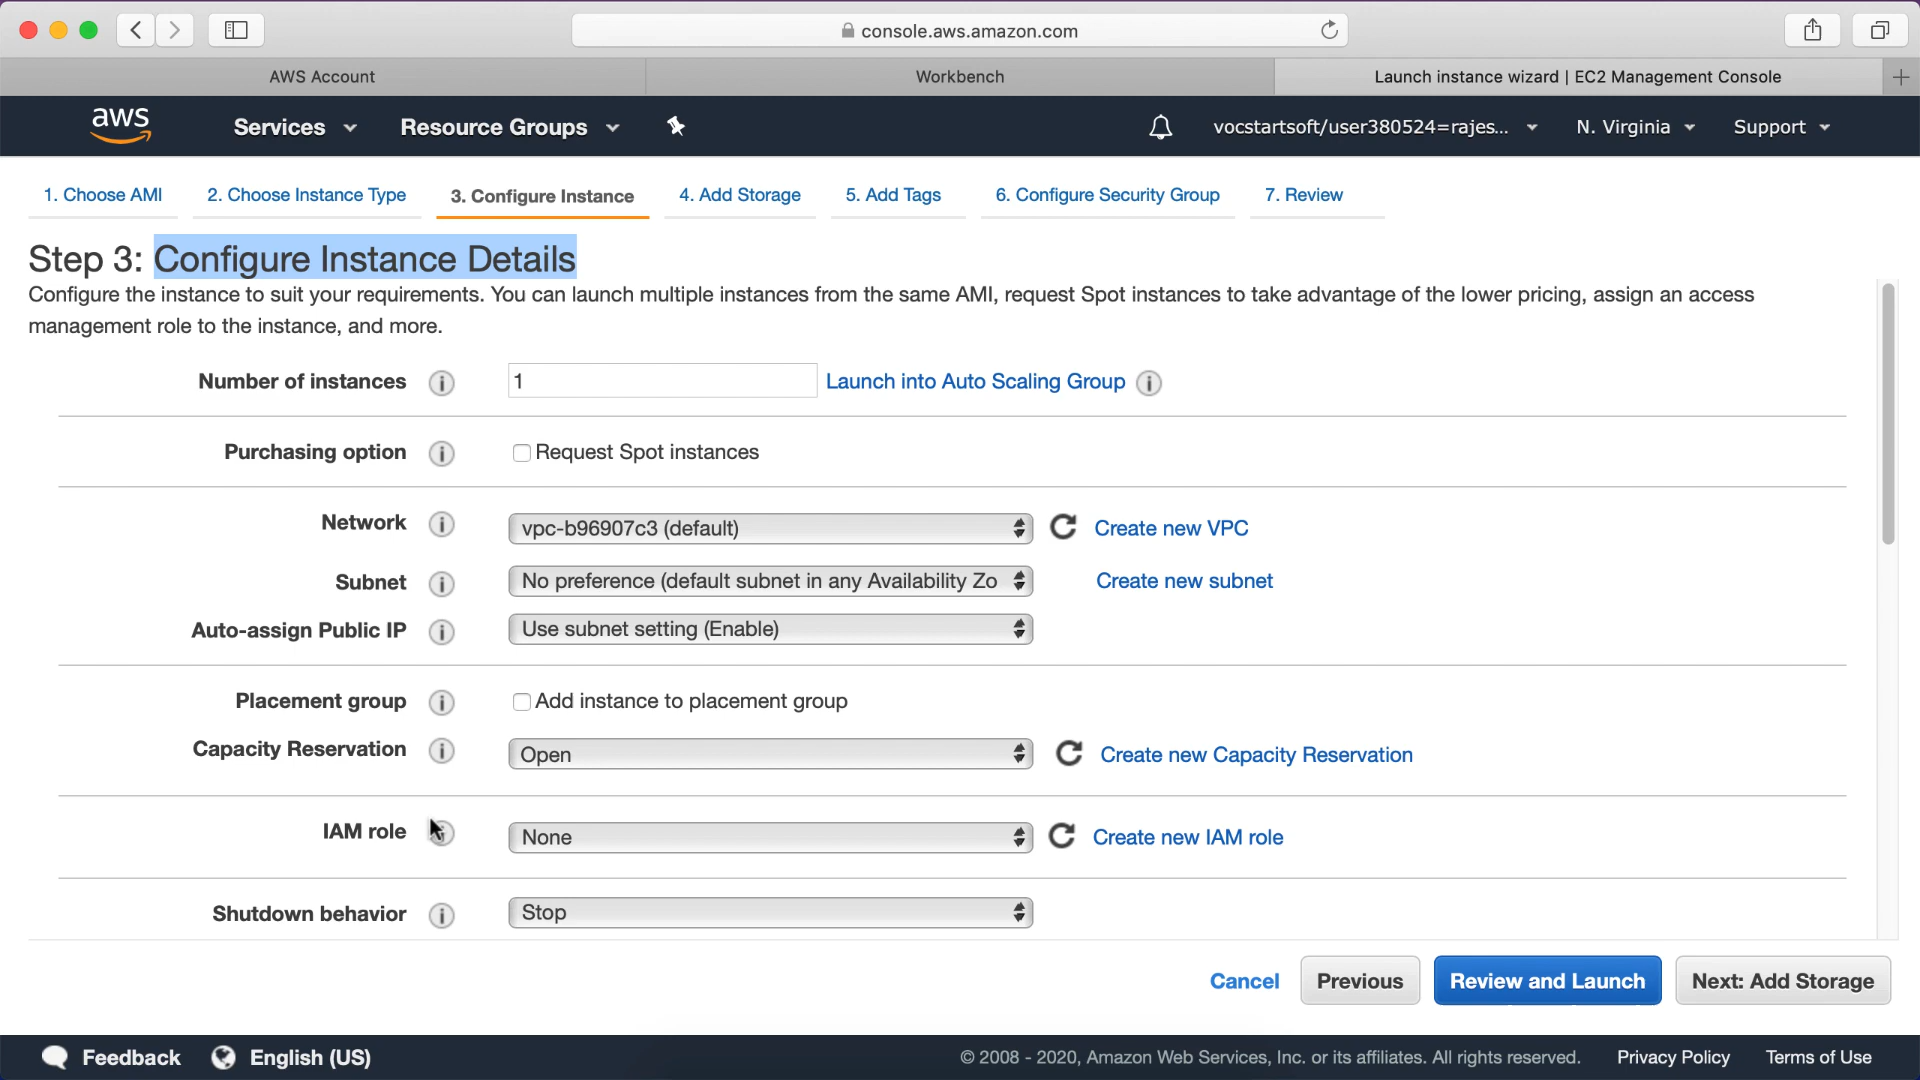 console.aws.amazon.com
AWS Account
Workbench
Launch instance wizard | EC2 Management Console
aws
Services
Resource Groups
vocstartsoft/user380524=rajes...
N. Virginia
Support
1. Choose AMI
2. Choose Instance Type
3. Configure Instance
4. Add Storage
5. Add Tags
6. Configure Security Group
7. Review
Step 3: Configure Instance Details
Configure the instance to suit your requirements. You can launch multiple instances from the same AMI, request Spot instances to take advantage of the lower pricing, assign an access
management role to the instance, and more.
Number of instances
1
Launch into Auto Scaling Group
Purchasing option
Request Spot instances
Network
vpc-b96907c3 (default)
Create new VPC
Subnet
No preference (default subnet in any Availability Zo
Create new subnet
Auto-assign Public IP
Use subnet setting (Enable)
Placement group
Add instance to placement group
Capacity Reservation
Open
Create new Capacity Reservation
IAM role
None
Create new IAM role
Shutdown behavior
Stop
Cancel
Previous
Review and Launch
Next: Add Storage
Feedback
English (US)
© 2008 - 2020, Amazon Web Services, Inc. or its affiliates. All rights reserved.
Privacy Policy
Terms of Use